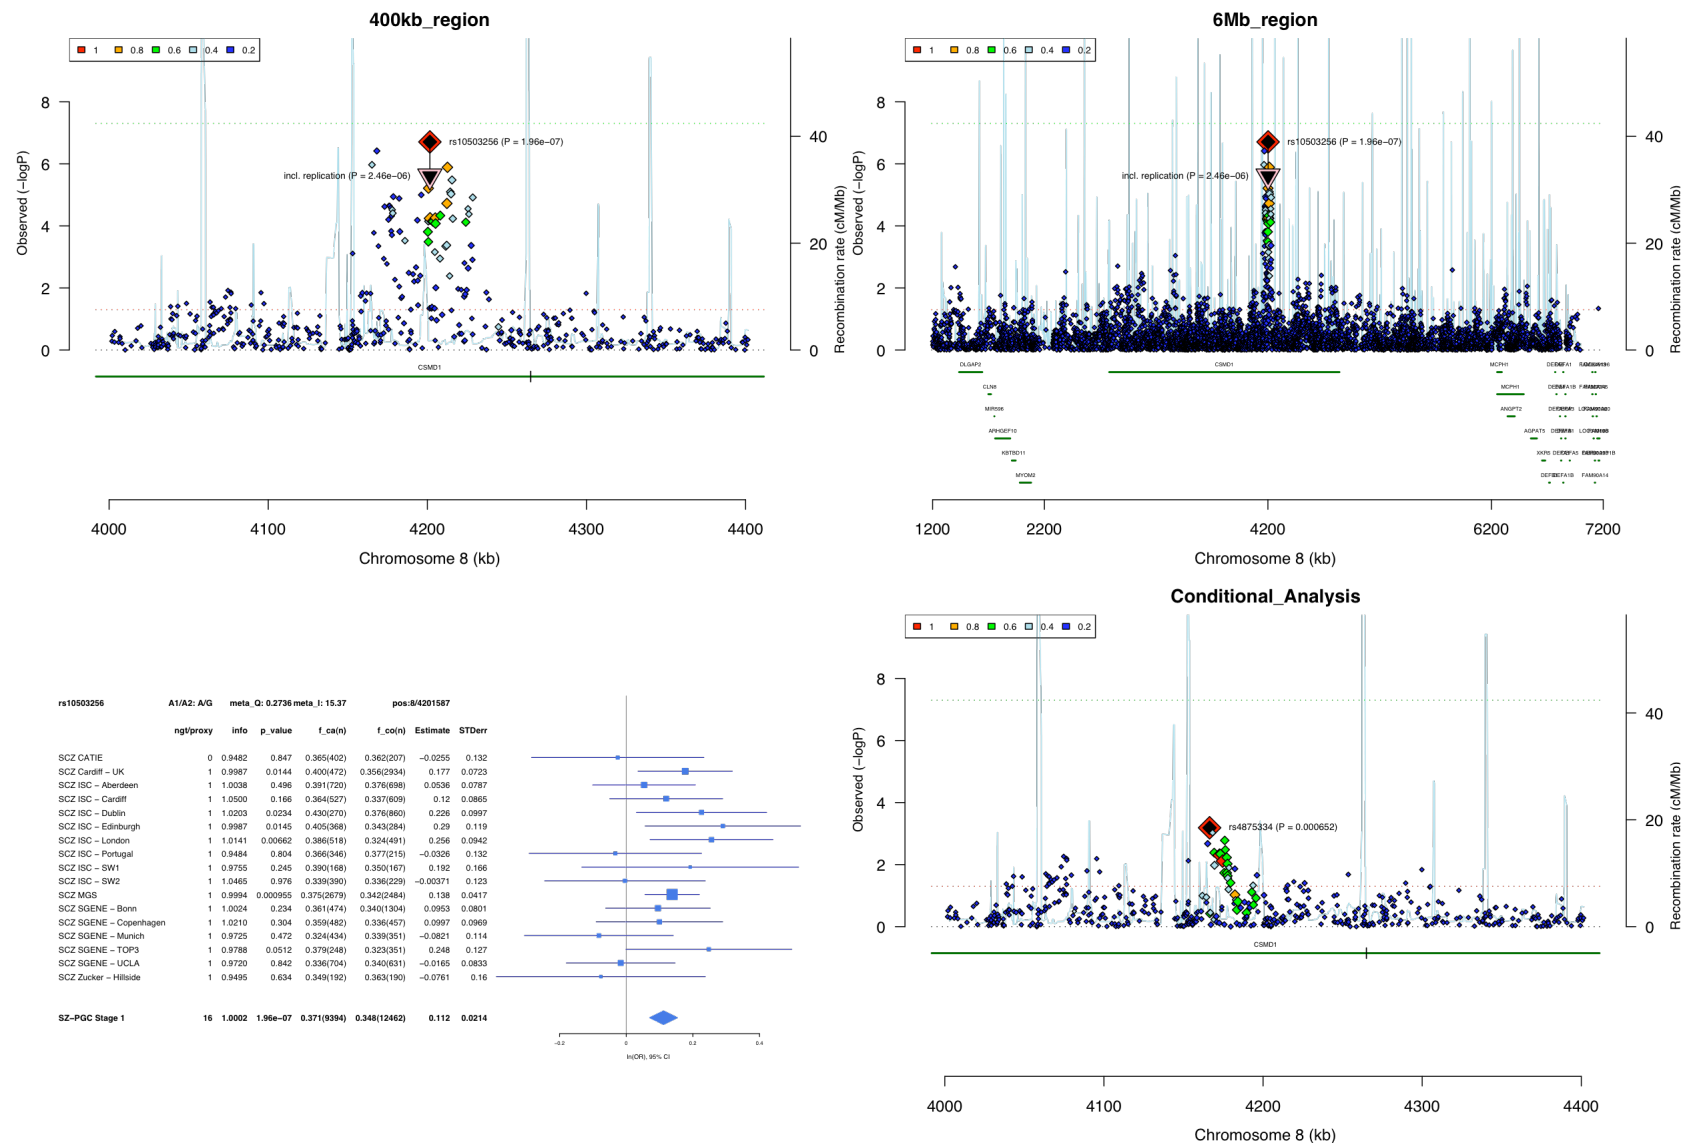 400kb_region
1 0.8 0.6 0.4 0.2
Observed (−logP)
0 2 4 6 8
rs10503256 (P = 1.96e−07)
incl. replication (P = 2.46e−06)
0 20 40
Recombination rate (cM/Mb)
CSMD1
4000 4100 4200 4300 4400
Chromosome 8 (kb)
6Mb_region
1 0.8 0.6 0.4 0.2
Observed (−logP)
0 2 4 6 8
rs10503256 (P = 1.96e−07)
incl. replication (P = 2.46e−06)
0 20 40
Recombination rate (cM/Mb)
DLGAP2 CSMD1 MCPH1
CLN8 MCPH1
MIR596 ANGPT2
ARHGEF10 AGPAT5
KBTBD11 XKR5
MYOM2 FAM90A14
1200 2200 4200 6200 7200
Chromosome 8 (kb)
rs10503256 A1/A2: A/G meta_Q: 0.2736 meta_I: 15.37 pos:8/4201587
ngt/proxy info p_value f_ca(n) f_co(n) Estimate STDerr
SCZ CATIE 0 0.9482 0.847 0.365(402) 0.362(207) −0.0255 0.132
SCZ Cardiff − UK 1 0.9987 0.0144 0.400(472) 0.356(2934) 0.177 0.0723
SCZ ISC − Aberdeen 1 1.0038 0.496 0.391(720) 0.376(698) 0.0536 0.0787
SCZ ISC − Cardiff 1 1.0500 0.166 0.364(527) 0.337(609) 0.12 0.0865
SCZ ISC − Dublin 1 1.0203 0.0234 0.430(270) 0.376(860) 0.226 0.0997
SCZ ISC − Edinburgh 1 0.9987 0.0145 0.405(368) 0.343(284) 0.29 0.119
SCZ ISC − London 1 1.0141 0.00662 0.386(518) 0.324(491) 0.256 0.0942
SCZ ISC − Portugal 1 0.9484 0.804 0.366(346) 0.377(215) −0.0326 0.132
SCZ ISC − SW1 1 0.9755 0.245 0.390(168) 0.350(167) 0.192 0.166
SCZ ISC − SW2 1 1.0465 0.976 0.339(390) 0.336(229) −0.00371 0.123
SCZ MGS 1 0.9994 0.000955 0.375(2679) 0.342(2484) 0.138 0.0417
SCZ SGENE − Bonn 1 1.0024 0.234 0.361(474) 0.340(1304) 0.0953 0.0801
SCZ SGENE − Copenhagen 1 1.0210 0.304 0.359(482) 0.336(457) 0.0997 0.0969
SCZ SGENE − Munich 1 0.9725 0.472 0.324(434) 0.339(351) −0.0821 0.114
SCZ SGENE − TOP3 1 0.9788 0.0512 0.379(248) 0.323(351) 0.248 0.127
SCZ SGENE − UCLA 1 0.9720 0.842 0.336(704) 0.340(631) −0.0165 0.0833
SCZ Zucker − Hillside 1 0.9495 0.634 0.349(192) 0.363(190) −0.0761 0.16
SZ−PGC Stage 1 16 1.0002 1.96e−07 0.371(9394) 0.348(12462) 0.112 0.0214
−0.2 0 0.2 0.4
ln(OR), 95% CI
Conditional_Analysis
1 0.8 0.6 0.4 0.2
Observed (−logP)
0 2 4 6 8
rs4875334 (P = 0.000652)
0 20 40
Recombination rate (cM/Mb)
CSMD1
4000 4100 4200 4300 4400
Chromosome 8 (kb)